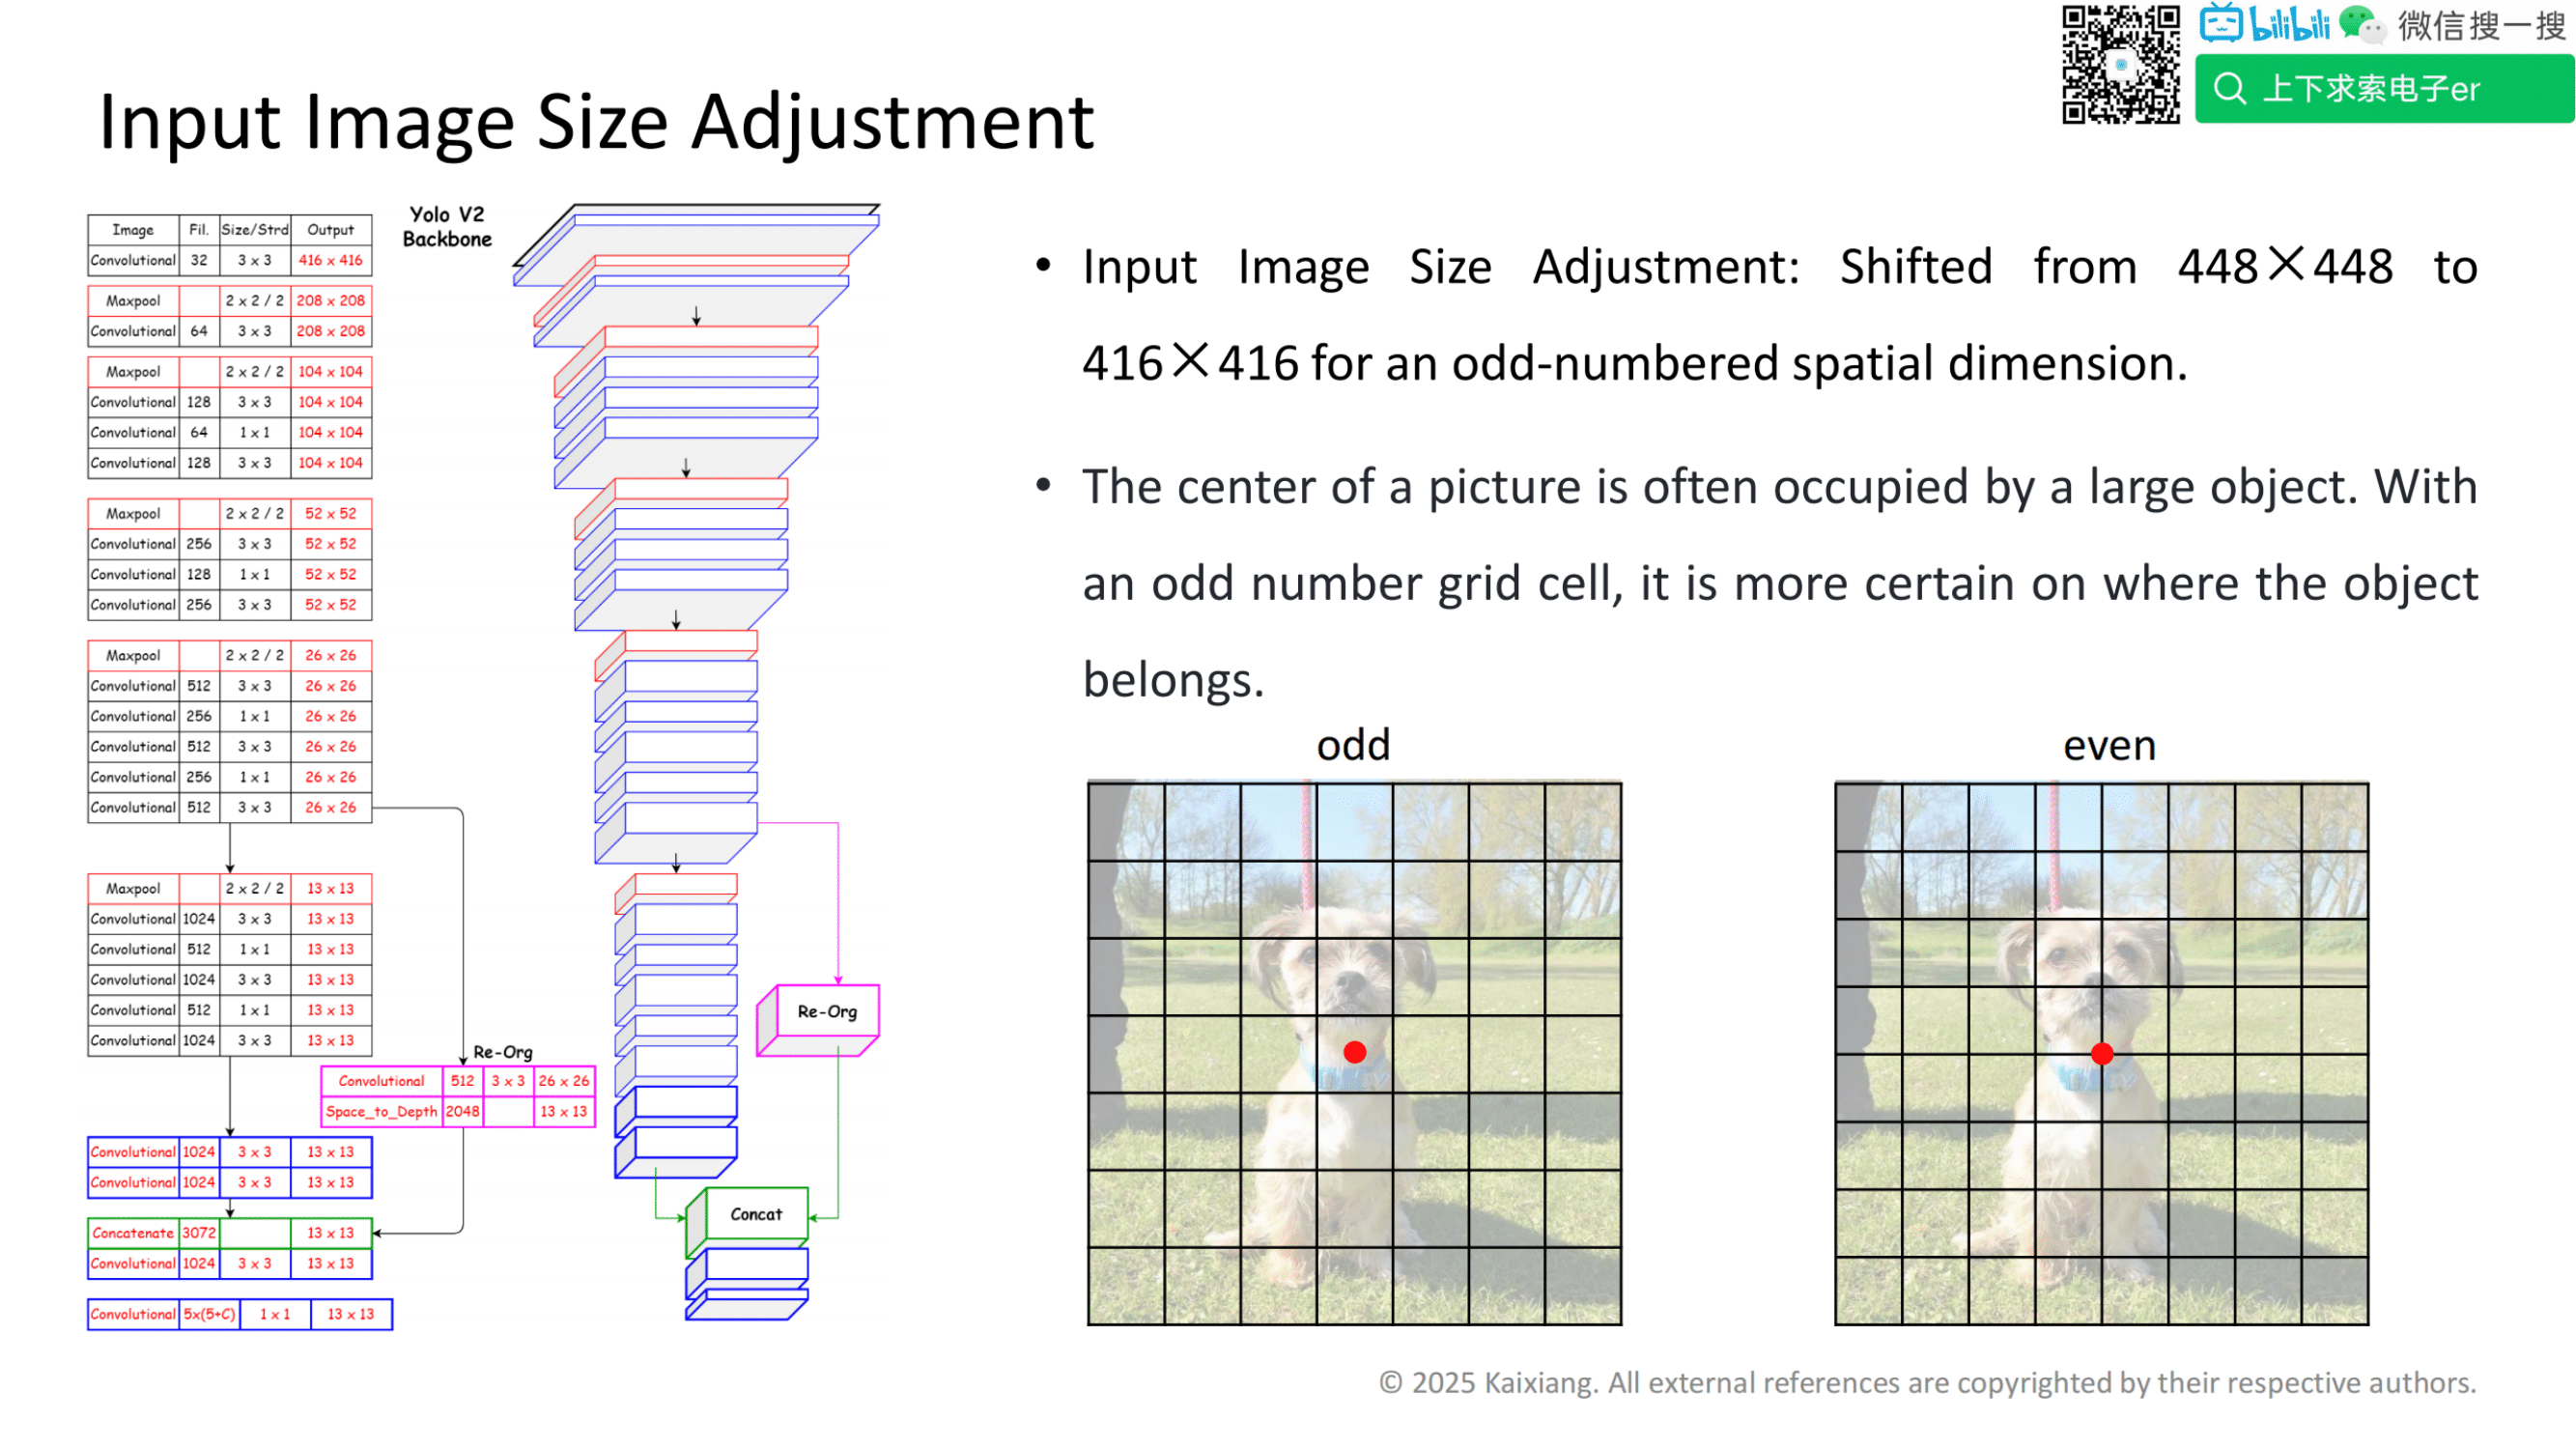 bilibili 微信搜一搜
上下求索电子er
Input Image Size Adjustment
Image Fil. Size/Strd Output
Convolutional 32 3 x 3 416 x 416
Maxpool 2 x 2 / 2 208 x 208
Convolutional 64 3 x 3 208 x 208
Maxpool 2 x 2 / 2 104 x 104
Convolutional 128 3 x 3 104 x 104
Convolutional 64 1 x 1 104 x 104
Convolutional 128 3 x 3 104 x 104
Maxpool 2 x 2 / 2 52 x 52
Convolutional 256 3 x 3 52 x 52
Convolutional 128 1 x 1 52 x 52
Convolutional 256 3 x 3 52 x 52
Maxpool 2 x 2 / 2 26 x 26
Convolutional 512 3 x 3 26 x 26
Convolutional 256 1 x 1 26 x 26
Convolutional 512 3 x 3 26 x 26
Convolutional 256 1 x 1 26 x 26
Convolutional 512 3 x 3 26 x 26
Maxpool 2 x 2 / 2 13 x 13
Convolutional 1024 3 x 3 13 x 13
Convolutional 512 1 x 1 13 x 13
Convolutional 1024 3 x 3 13 x 13
Convolutional 512 1 x 1 13 x 13
Convolutional 1024 3 x 3 13 x 13
Re-Org
Convolutional 512 3 x 3 26 x 26
Space_to_Depth 2048 13 x 13
Convolutional 1024 3 x 3 13 x 13
Convolutional 1024 3 x 3 13 x 13
Concatenate 3072 13 x 13
Convolutional 1024 3 x 3 13 x 13
Convolutional 5x(5+C) 1 x 1 13 x 13
Yolo V2
Backbone
Re-Org
Concat
• Input Image Size Adjustment: Shifted from 448×448 to
416×416 for an odd-numbered spatial dimension.
• The center of a picture is often occupied by a large object. With
an odd number grid cell, it is more certain on where the object
belongs.
odd even
© 2025 Kaixiang. All external references are copyrighted by their respective authors.